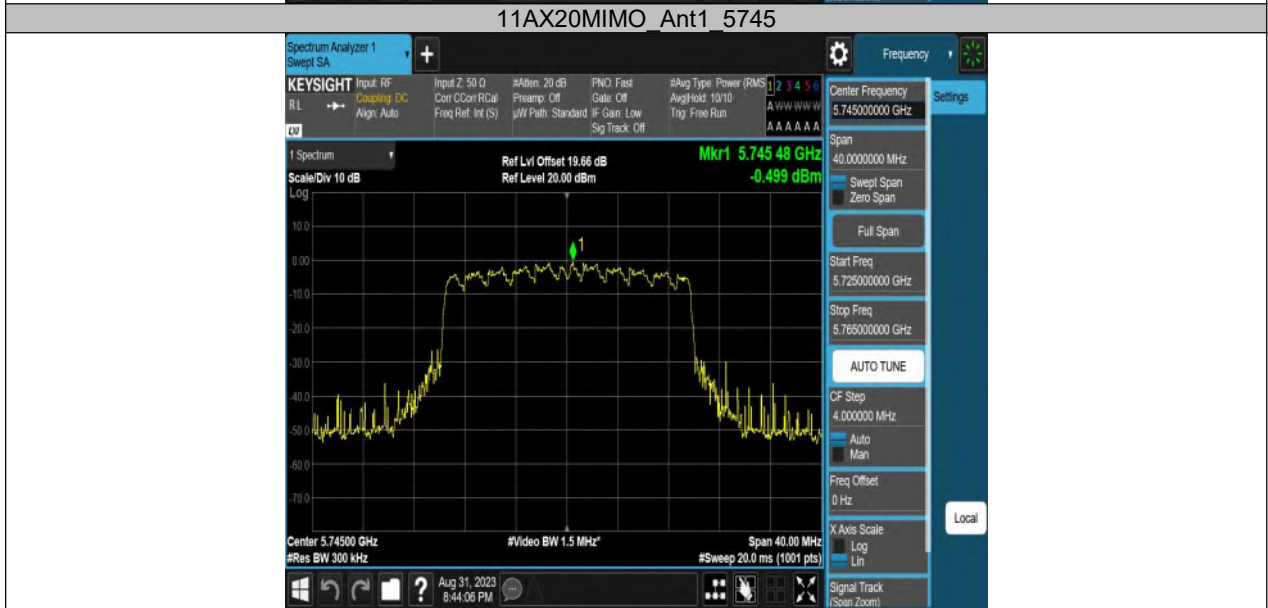 11AX20MIMO_Ant1_5745
Spectrum Analyzer 1
Swept SA
+
Frequency
KEYSIGHT
RL
LXI
Input: RF
Coupling: DC
Align: Auto
Input Z: 50 Ω
Corr CCorr RCal
Freq Ref: Int (S)
#Atten: 20 dB
Preamp: Off
µW Path: Standard
PNO: Fast
Gate: Off
IF Gain: Low
Sig Track: Off
#Avg Type: Power (RMS
Avg|Hold: 10/10
Trig: Free Run
1 2 3 4 5 6
A W W W W W
A A A A A A
1 Spectrum
Scale/Div 10 dB
Log
Ref Lvl Offset 19.66 dB
Ref Level 20.00 dBm
Mkr1 5.745 48 GHz
-0.499 dBm
1
10.0
0.00
-10.0
-20.0
-30.0
-40.0
-50.0
-60.0
-70.0
Center 5.74500 GHz
#Video BW 1.5 MHz*
Span 40.00 MHz
#Res BW 300 kHz
#Sweep 20.0 ms (1001 pts)
?
Aug 31, 2023
8:44:06 PM
Center Frequency
5.745000000 GHz
Settings
Span
40.0000000 MHz
Swept Span
Zero Span
Full Span
Start Freq
5.725000000 GHz
Stop Freq
5.765000000 GHz
AUTO TUNE
CF Step
4.000000 MHz
Auto
Man
Freq Offset
0 Hz
Local
X Axis Scale
Log
Lin
Signal Track
(Span Zoom)